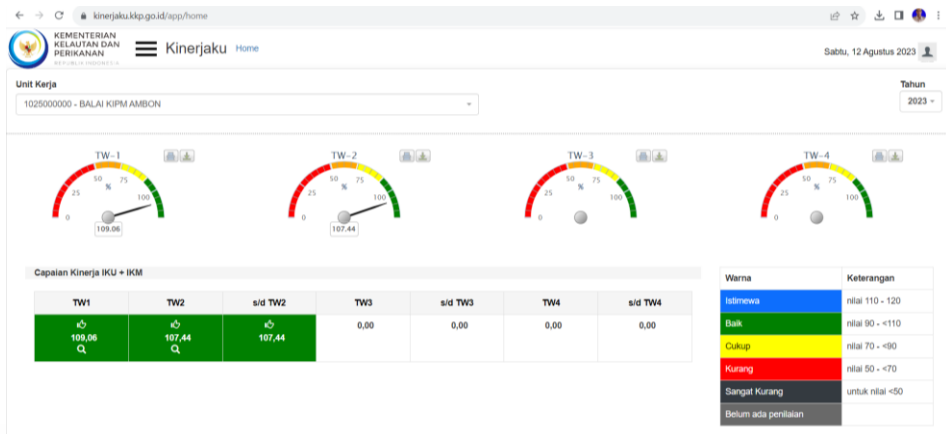 kinerjaku.kkp.go.id/app/home
KEMENTERIAN
KELAUTAN DAN
PERIKANAN
REPUBLIK INDONESIA
Kinerjaku Home
Sabtu, 12 Agustus 2023
Unit Kerja
Tahun
1025000000 - BALAI KIPM AMBON
2023
TW-1
0 25 50 75 100
%
109.06
TW-2
0 25 50 75 100
%
107.44
TW-3
0 25 50 75 100
%
TW-4
0 25 50 75 100
%
Capaian Kinerja IKU + IKM
TW1 TW2 s/d TW2 TW3 s/d TW3 TW4 s/d TW4
109,06 107,44 107,44 0,00 0,00 0,00 0,00
Warna Keterangan
Istimewa nilai 110 - 120
Baik nilai 90 - <110
Cukup nilai 70 - <90
Kurang nilai 50 - <70
Sangat Kurang untuk nilai <50
Belum ada penilaian